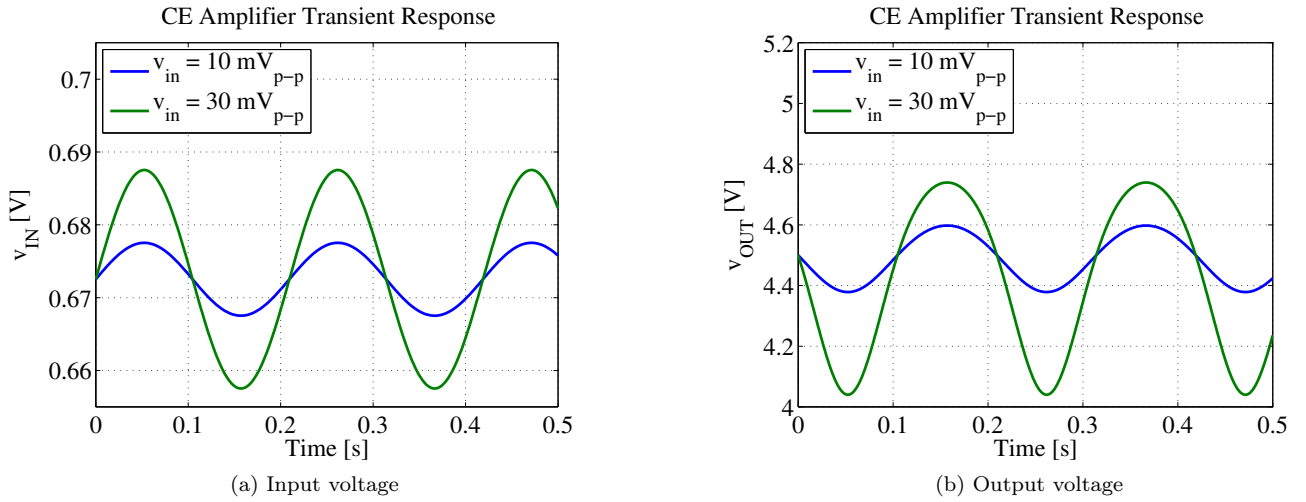 CE Amplifier Transient Response
v_in = 10 mV_p−p
v_in = 30 mV_p−p
0.7
0.69
0.68
0.67
0.66
v_IN [V]
0 0.1 0.2 0.3 0.4 0.5
Time [s]
(a) Input voltage
CE Amplifier Transient Response
v_in = 10 mV_p−p
v_in = 30 mV_p−p
5.2
5
4.8
4.6
4.4
4.2
4
v_OUT [V]
0 0.1 0.2 0.3 0.4 0.5
Time [s]
(b) Output voltage